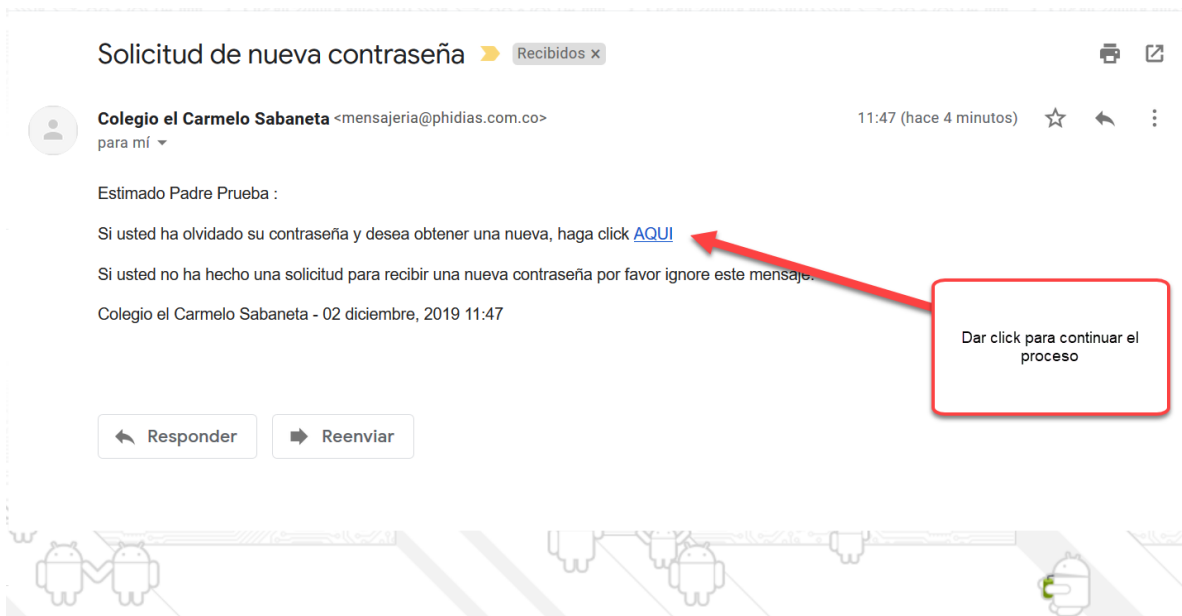 Solicitud de nueva contraseña Recibidos x
Colegio el Carmelo Sabaneta <mensajeria@phidias.com.co> 11:47 (hace 4 minutos)
para mí
Estimado Padre Prueba :
Si usted ha olvidado su contraseña y desea obtener una nueva, haga click AQUI
Si usted no ha hecho una solicitud para recibir una nueva contraseña por favor ignore este mensaje.
Colegio el Carmelo Sabaneta - 02 diciembre, 2019 11:47
Dar click para continuar el
proceso
Responder Reenviar